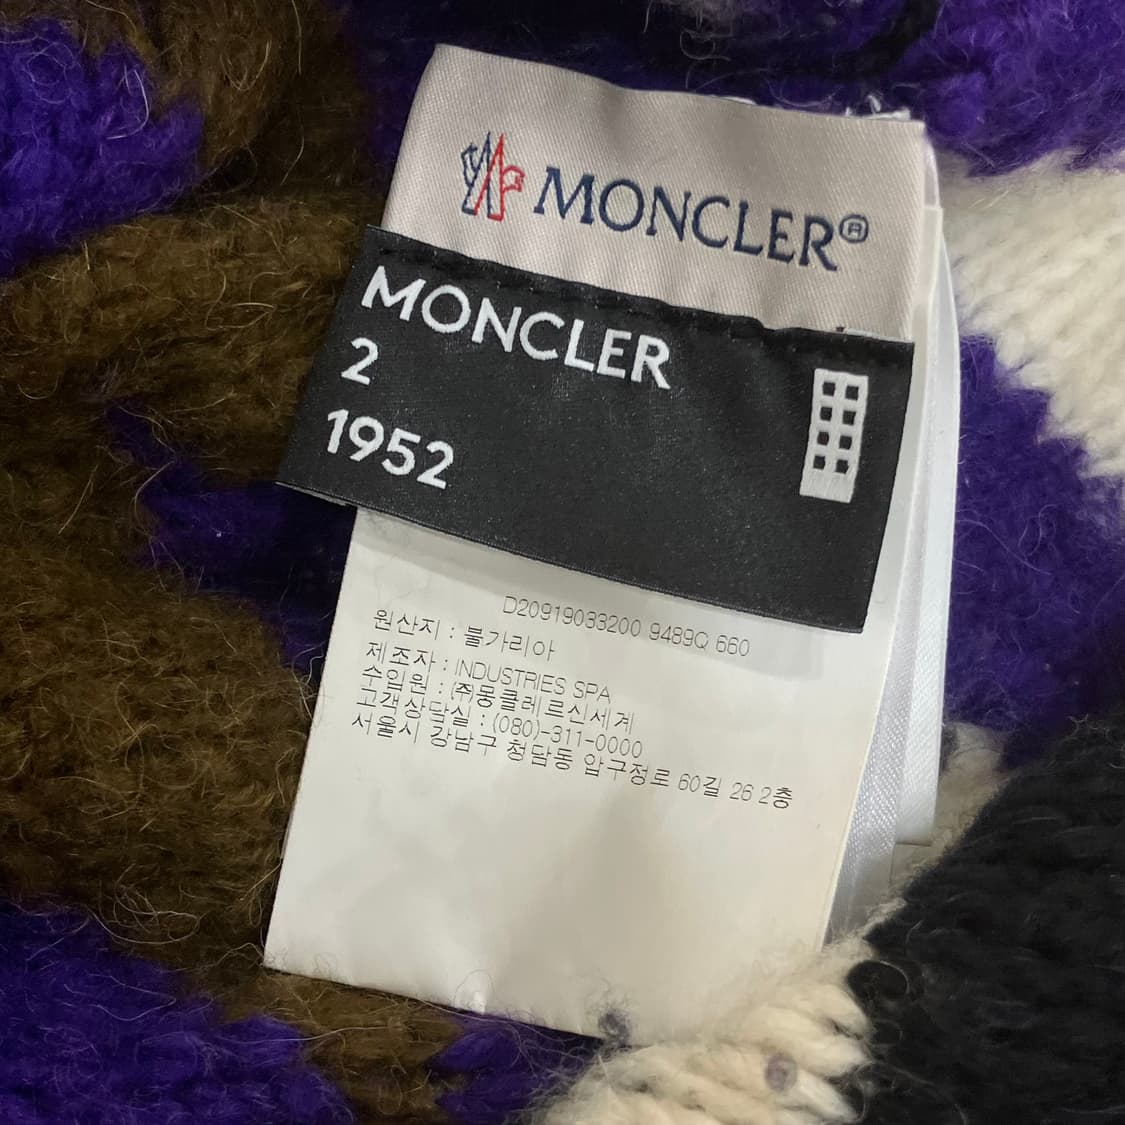 MONCLER®
MONCLER
2
1952
D20919033200 9489Q 660
원산지 : 불가리아
제조자 : INDUSTRIES SPA
수입원 : (주)몽클레르신세계
고객상담실 : (080)-311-0000
서울시 강남구 청담동 압구정로 60길 26 2층